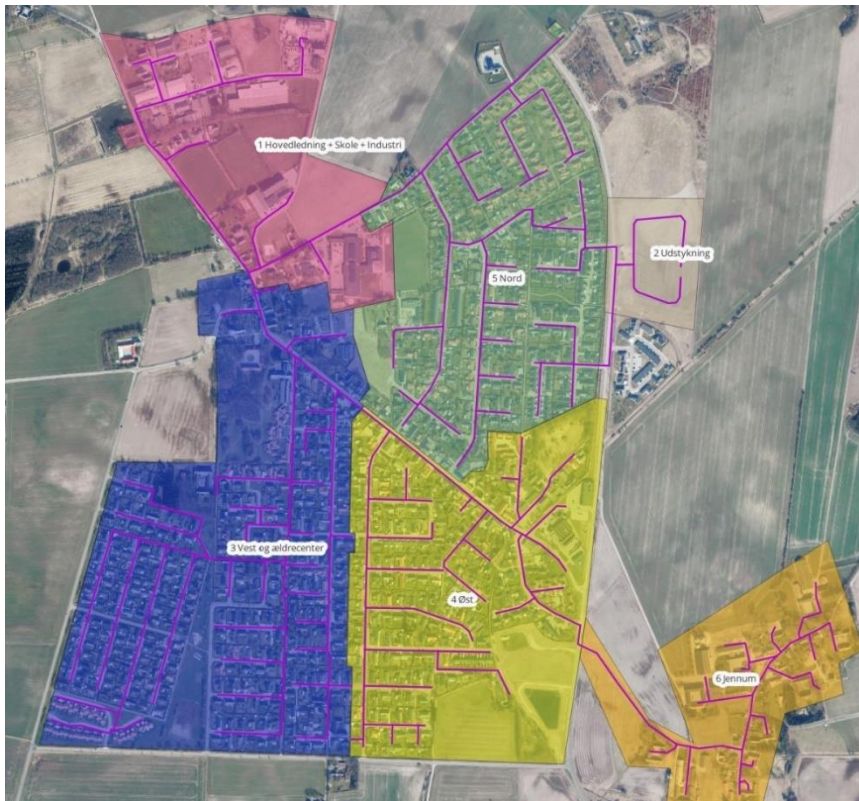 1 Hovedledning + Skole + Industri
2 Udstykning
5 Nord
3 Vest og ældrecenter
4 Øst
6 Jennum